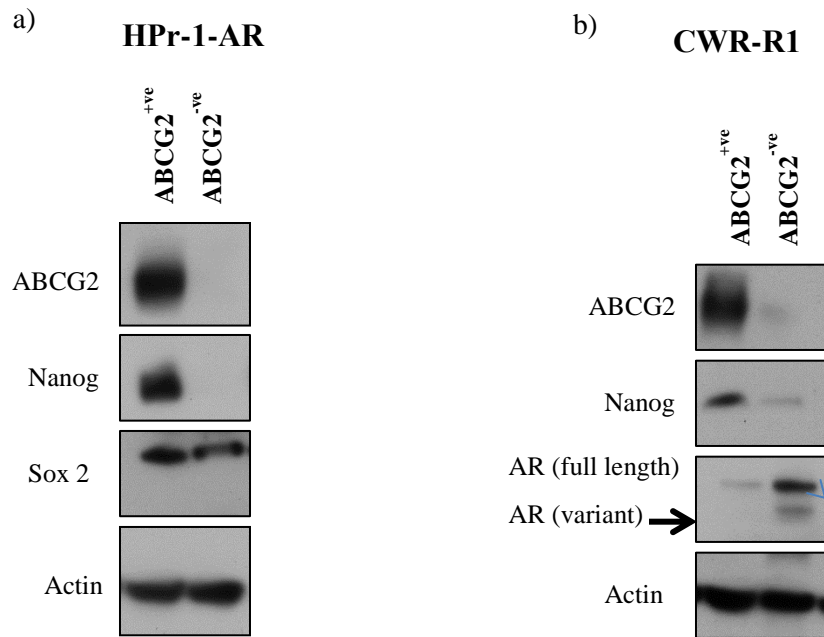 a)
HPr-1-AR
ABCG2+ve
ABCG2-ve
ABCG2
Nanog
Sox 2
Actin
b)
CWR-R1
ABCG2+ve
ABCG2-ve
ABCG2
Nanog
AR (full length)
AR (variant)
Actin